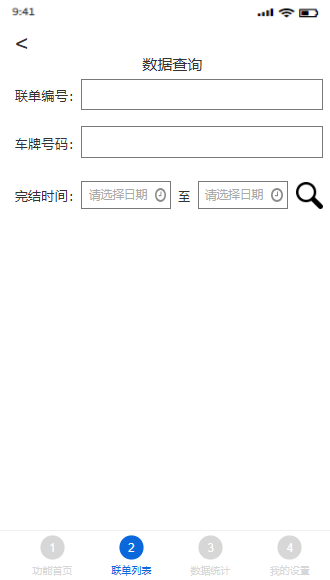 9:41
<
数据查询
联单编号:
车牌号码:
完结时间: 请选择日期 至 请选择日期
1 2 3 4
功能首页 联单列表 数据统计 我的设置